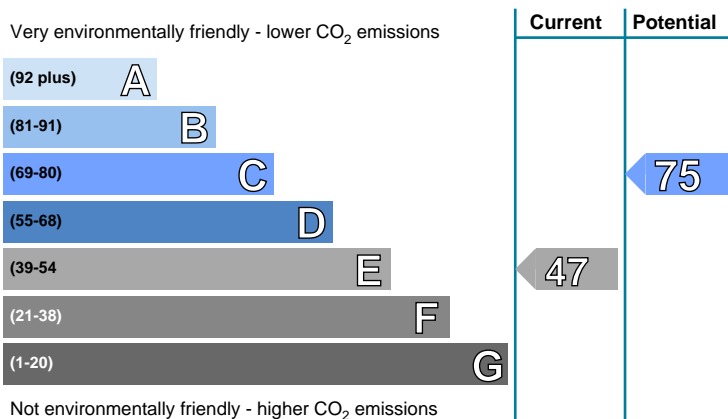 Current Potential
Very environmentally friendly - lower CO2 emissions
(92 plus) A
(81-91) B
(69-80) C 75
(55-68) D
(39-54 E 47
(21-38) F
(1-20) G
Not environmentally friendly - higher CO2 emissions